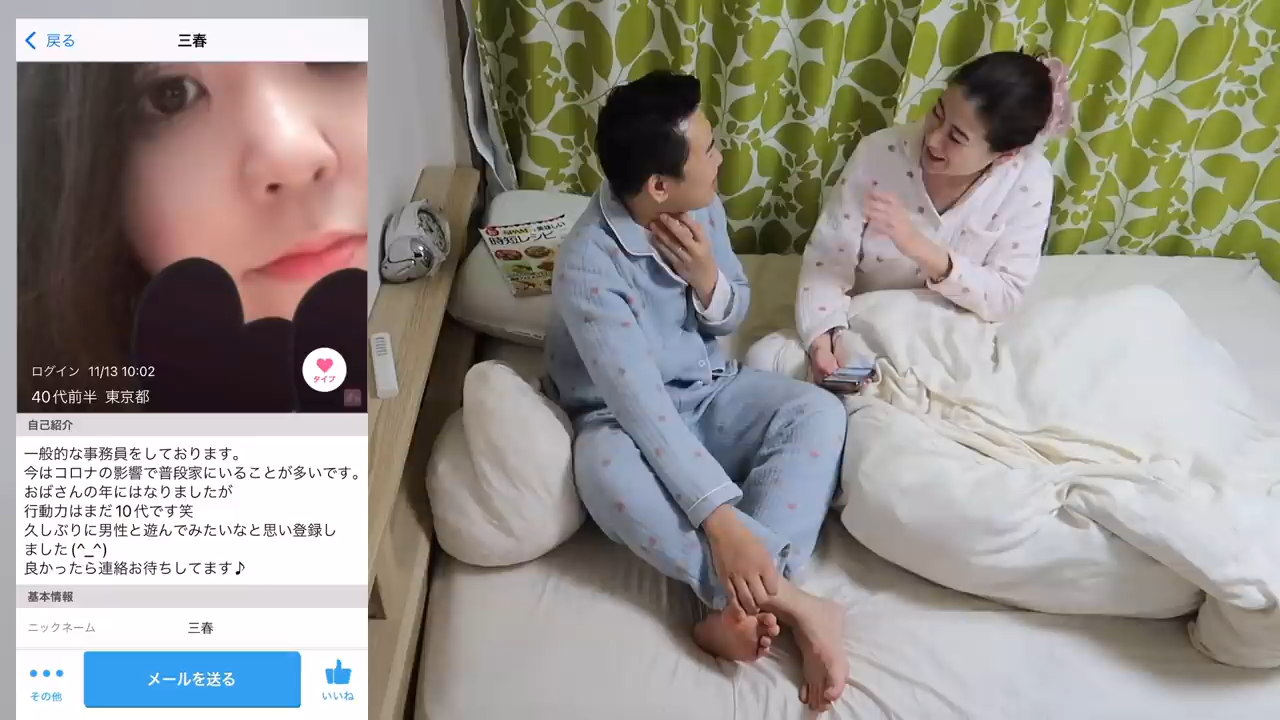 戻る
三春
ログイン 11/13 10:02
40代前半 東京都
タイプ
自己紹介
一般的な事務員をしております。
今はコロナの影響で普段家にいることが多いです。
おばさんの年にはなりましたが
行動力はまだ10代です笑
久しぶりに男性と遊んでみたいなと思い登録し
ました(^_^)
良かったら連絡お待ちしてます♪
基本情報
ニックネーム 三春
その他
メールを送る
いいね
時短レシピ